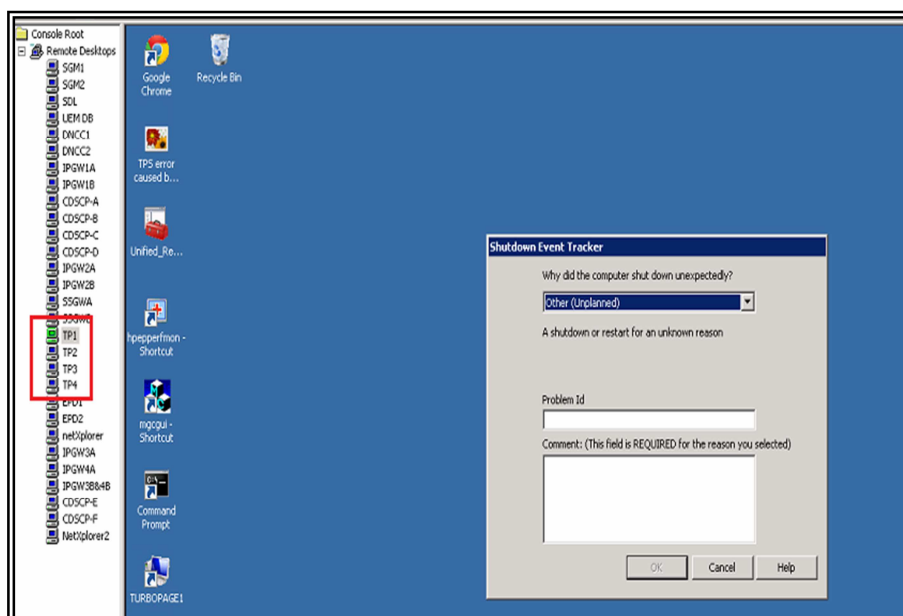 Console Root
Remote Desktops
SGM1
SGM2
SDL
UEM DB
DNCC1
DNCC2
IPGW1A
IPGW1B
CDSCP-A
CDSCP-B
CDSCP-C
CDSCP-D
IPGW2A
IPGW2B
SSGWA
SSGWB
TP1
TP2
TP3
TP4
EPD1
EPD2
netXplorer
IPGW3A
IPGW4A
IPGW3B&4B
CDSCP-E
CDSCP-F
NetXplorer2
Google
Chrome
Recycle Bin
TPS error
caused b...
Unified_Re...
hpepperfmon -
Shortcut
mgcgui -
Shortcut
Command
Prompt
TURBOPAGE1
Shutdown Event Tracker
Why did the computer shut down unexpectedly?
Other (Unplanned)
A shutdown or restart for an unknown reason
Problem Id
Comment: (This field is REQUIRED for the reason you selected)
OK
Cancel
Help